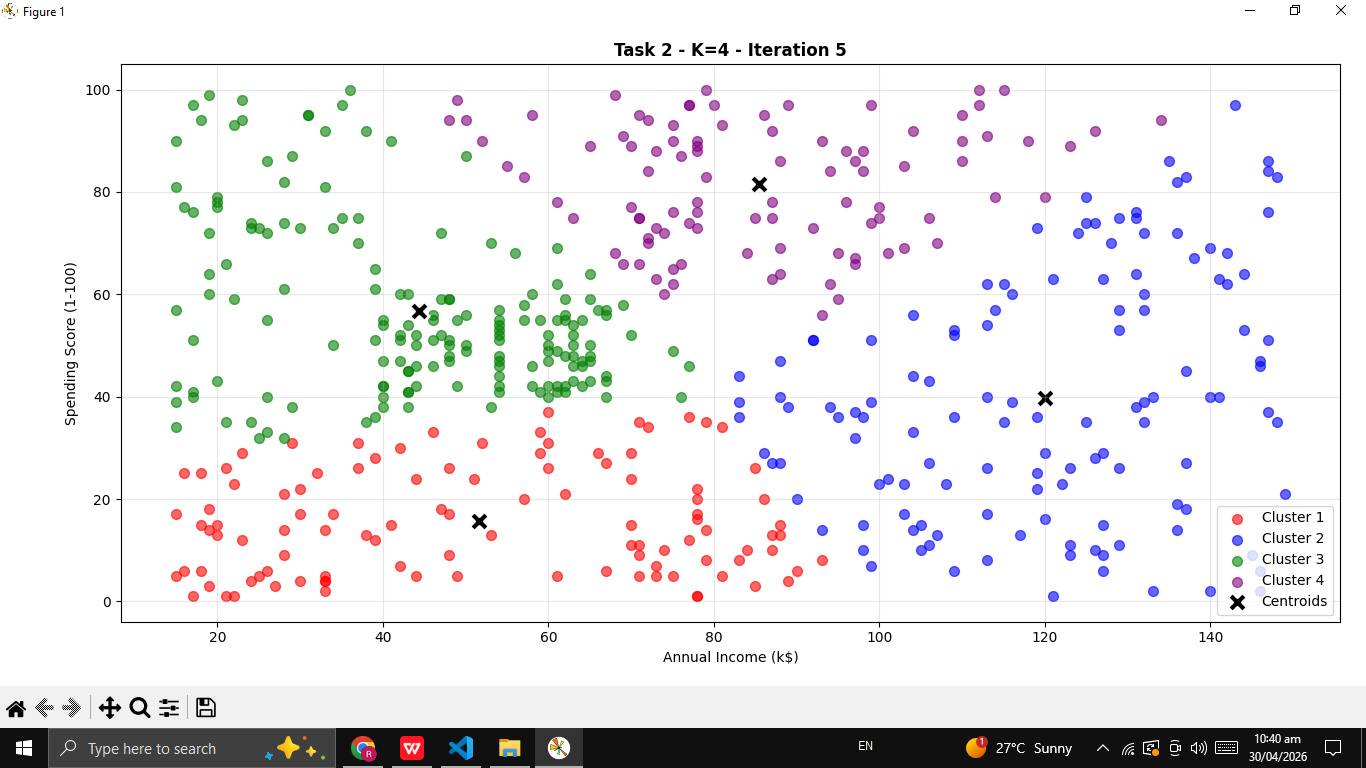 Figure 1
Task 2 - K=4 - Iteration 5
100
80
60
40
20
0
Spending Score (1-100)
20 40 60 80 100 120 140
Annual Income (k$)
Cluster 1
Cluster 2
Cluster 3
Cluster 4
Centroids
Type here to search
R
W
EN
1
27°C Sunny
10:40 am
30/04/2026